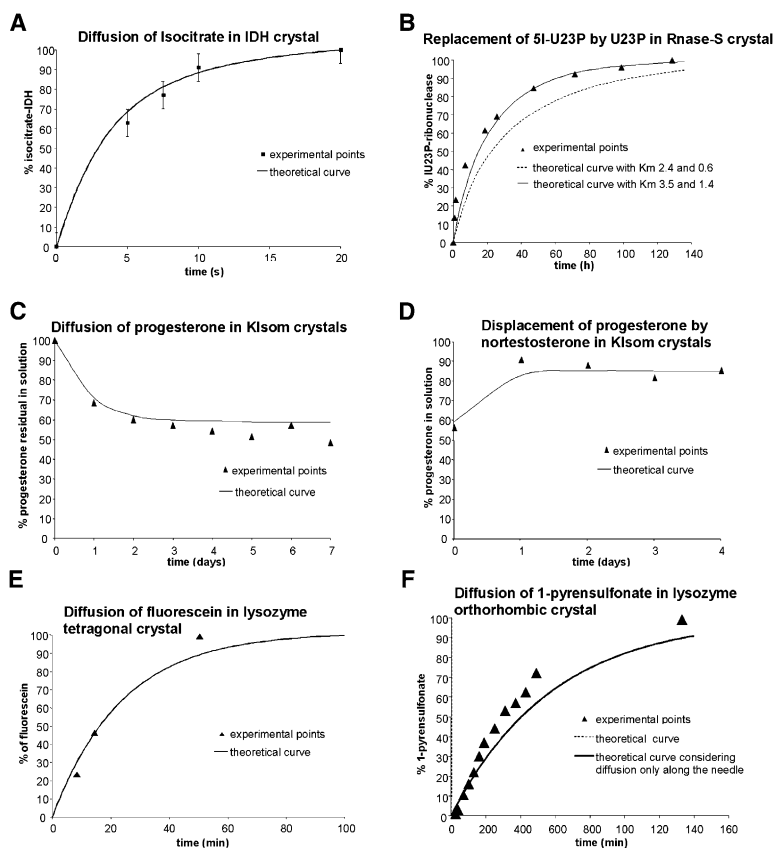 A
Diffusion of Isocitrate in IDH crystal
100
90
80
70
60
50
40
30
20
10
0
% isocitrate-IDH
experimental points
theoretical curve
0 5 10 15 20
time (s)
B
Replacement of 5I-U23P by U23P in Rnase-S crystal
100
90
80
70
60
50
40
30
20
10
0
% IU23P-ribonuclease
experimental points
theoretical curve with Km 2.4 and 0.6
theoretical curve with Km 3.5 and 1.4
0 20 40 60 80 100 120 140
time (h)
C
Diffusion of progesterone in KIsom crystals
100
90
80
70
60
50
40
30
20
10
0
% progesterone residual in solution
experimental points
theoretical curve
0 1 2 3 4 5 6 7
time (days)
D
Displacement of progesterone by
nortestosterone in KIsom crystals
100
90
80
70
60
50
40
30
20
10
0
% progesterone in solution
experimental points
theoretical curve
0 1 2 3 4
time (days)
E
Diffusion of fluorescein in lysozyme
tetragonal crystal
100
90
80
70
60
50
40
30
20
10
0
% of fluorescein
experimental points
theoretical curve
0 20 40 60 80 100
time (min)
F
Diffusion of 1-pyrensulfonate in lysozyme
orthorhombic crystal
100
90
80
70
60
50
40
30
20
10
0
% 1-pyrensulfonate
experimental points
theoretical curve
theoretical curve considering
diffusion only along the needle
0 200 400 600 800 100 120 140
time (min)